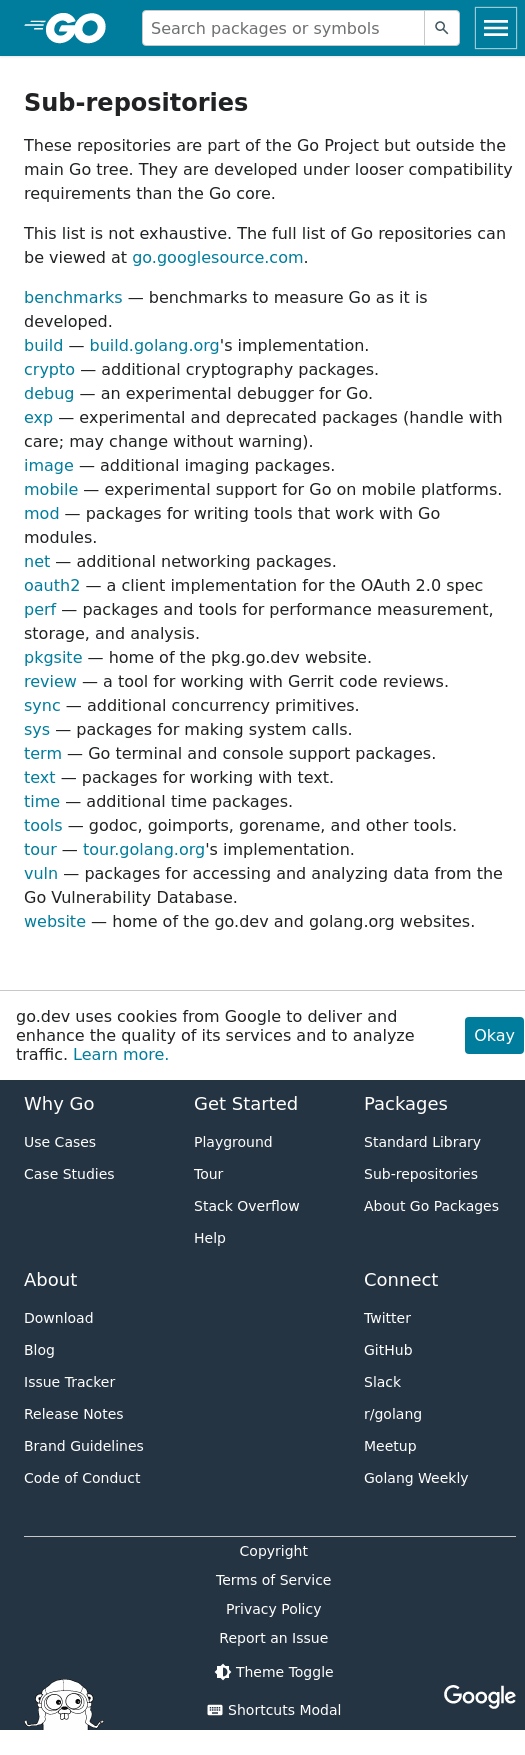 GO
Search packages or symbols
Sub-repositories
These repositories are part of the Go Project but outside the
main Go tree. They are developed under looser compatibility
requirements than the Go core.
This list is not exhaustive. The full list of Go repositories can
be viewed at go.googlesource.com.
benchmarks — benchmarks to measure Go as it is
developed.
build — build.golang.org's implementation.
crypto — additional cryptography packages.
debug — an experimental debugger for Go.
exp — experimental and deprecated packages (handle with
care; may change without warning).
image — additional imaging packages.
mobile — experimental support for Go on mobile platforms.
mod — packages for writing tools that work with Go
modules.
net — additional networking packages.
oauth2 — a client implementation for the OAuth 2.0 spec
perf — packages and tools for performance measurement,
storage, and analysis.
pkgsite — home of the pkg.go.dev website.
review — a tool for working with Gerrit code reviews.
sync — additional concurrency primitives.
sys — packages for making system calls.
term — Go terminal and console support packages.
text — packages for working with text.
time — additional time packages.
tools — godoc, goimports, gorename, and other tools.
tour — tour.golang.org's implementation.
vuln — packages for accessing and analyzing data from the
Go Vulnerability Database.
website — home of the go.dev and golang.org websites.
go.dev uses cookies from Google to deliver and
enhance the quality of its services and to analyze
traffic. Learn more.
Okay
Why Go
Use Cases
Case Studies
Get Started
Playground
Tour
Stack Overflow
Help
Packages
Standard Library
Sub-repositories
About Go Packages
About
Download
Blog
Issue Tracker
Release Notes
Brand Guidelines
Code of Conduct
Connect
Twitter
GitHub
Slack
r/golang
Meetup
Golang Weekly
Copyright
Terms of Service
Privacy Policy
Report an Issue
Theme Toggle
Shortcuts Modal
Google